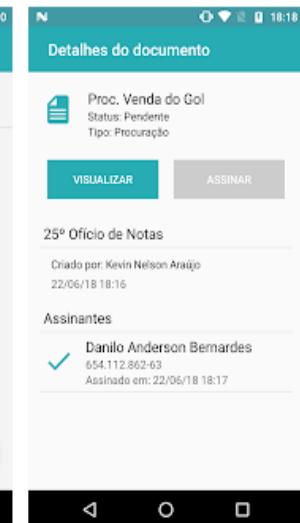 0
18:18
Detalhes do documento
Proc. Venda do Gol
Status: Pendente
Tipo: Procuração
VISUALIZAR
ASSINAR
25º Ofício de Notas
Criado por: Kevin Nelson Araújo
22/06/18 18:16
Assinantes
Danilo Anderson Bernardes
654.112.862-63
Assinado em: 22/06/18 18:17